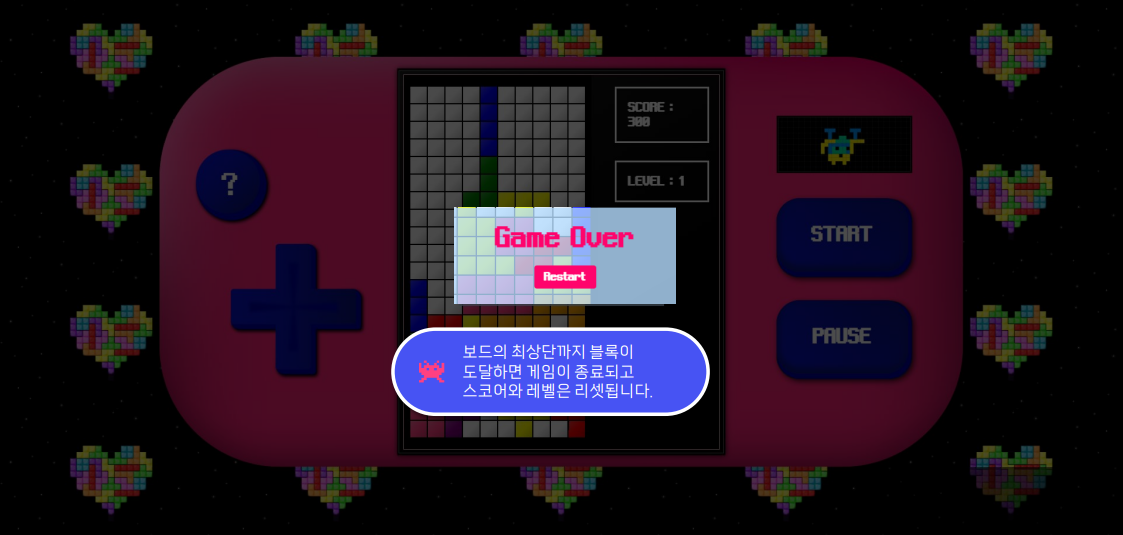 SCORE :
300
?
LEVEL : 1
START
Game Over
Restart
PAUSE
보드의 최상단까지 블록이
도달하면 게임이 종료되고
스코어와 레벨은 리셋됩니다.